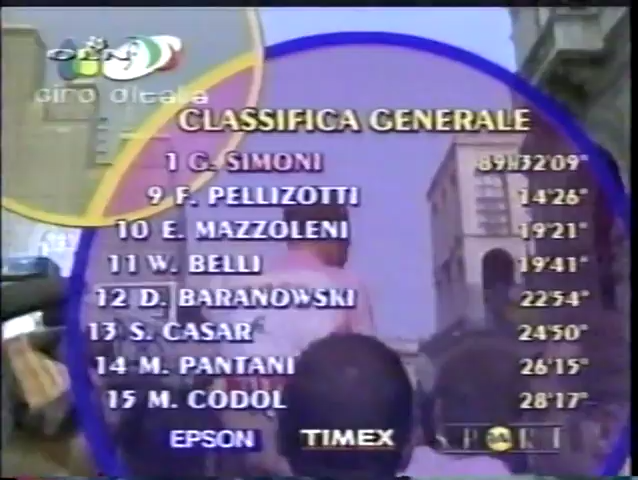 giro d'italia
CLASSIFICA GENERALE
1 G. SIMONI 89H32'09"
9 F. PELLIZOTTI 14'26"
10 E. MAZZOLENI 19'21"
11 W. BELLI 19'41"
12 D. BARANOWSKI 22'54"
13 S. CASAR 24'50"
14 M. PANTANI 26'15"
15 M. CODOL 28'17"
EPSON TIMEX SPORT